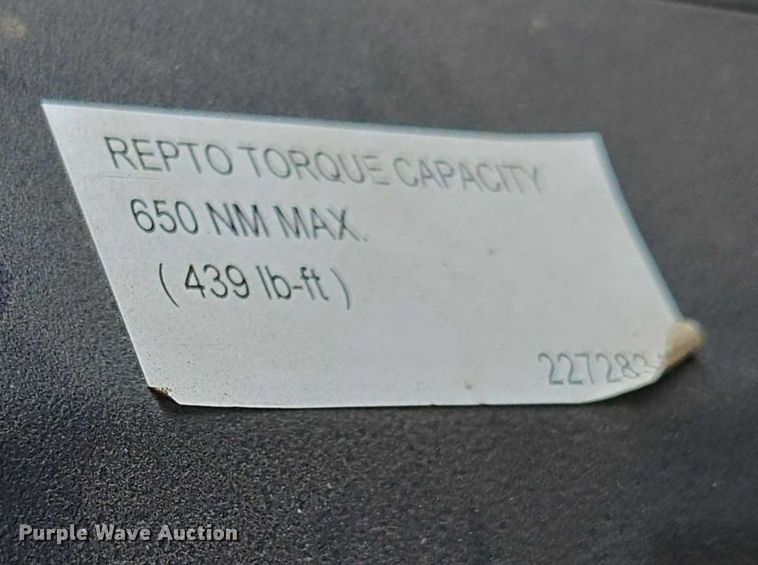 REPTO TORQUE CAPACITY
650 NM MAX.
( 439 lb-ft )
Purple Wave Auction